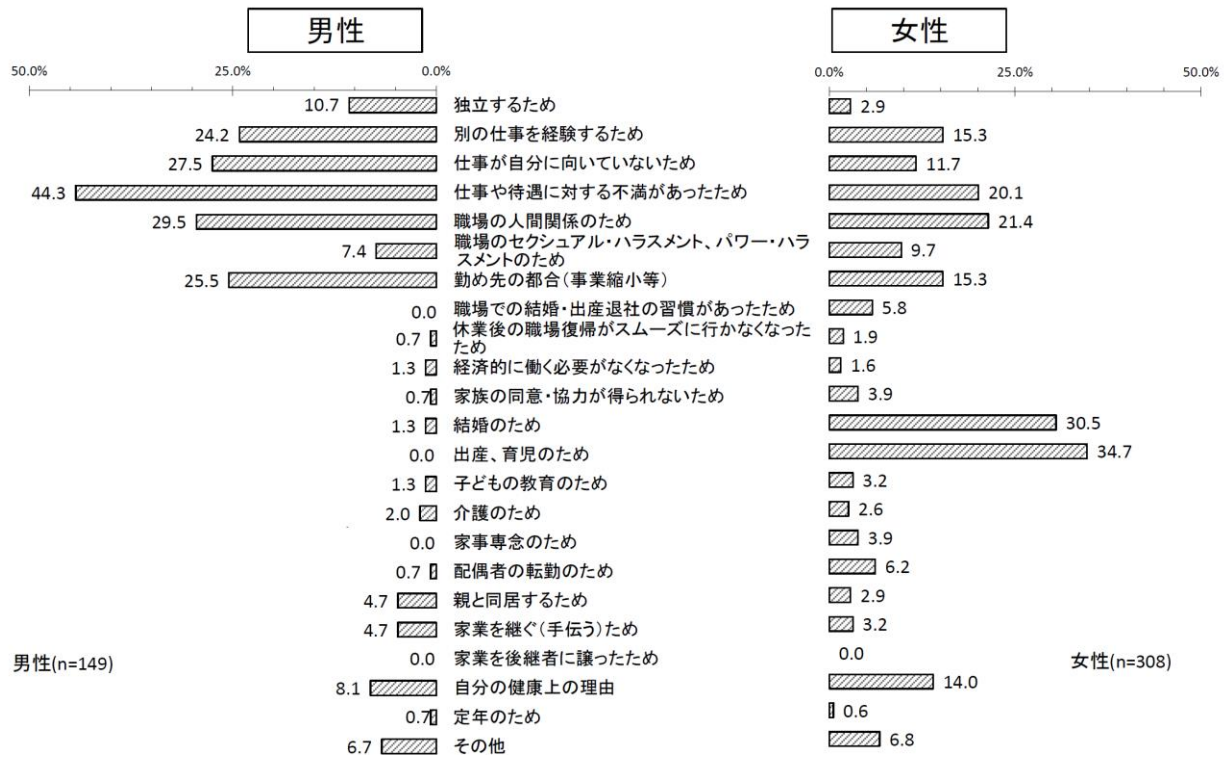 男性 女性
50.0% 25.0% 0.0% 0.0% 25.0% 50.0%
10.7 独立するため 2.9
24.2 別の仕事を経験するため 15.3
27.5 仕事が自分に向いていないため 11.7
44.3 仕事や待遇に対する不満があったため 20.1
29.5 職場の人間関係のため 21.4
7.4 職場のセクシュアル・ハラスメント、パワー・ハラ
スメントのため 9.7
25.5 勤め先の都合(事業縮小等) 15.3
0.0 職場での結婚・出産退社の習慣があったため 5.8
0.7 休業後の職場復帰がスムーズに行かなくなった
ため 1.9
1.3 経済的に働く必要がなくなったため 1.6
0.7 家族の同意・協力が得られないため 3.9
1.3 結婚のため 30.5
0.0 出産、育児のため 34.7
1.3 子どもの教育のため 3.2
2.0 介護のため 2.6
0.0 家事専念のため 3.9
0.7 配偶者の転勤のため 6.2
4.7 親と同居するため 2.9
4.7 家業を継ぐ(手伝う)ため 3.2
男性(n=149) 0.0 家業を後継者に譲ったため 0.0 女性(n=308)
8.1 自分の健康上の理由 14.0
0.7 定年のため 0.6
6.7 その他 6.8